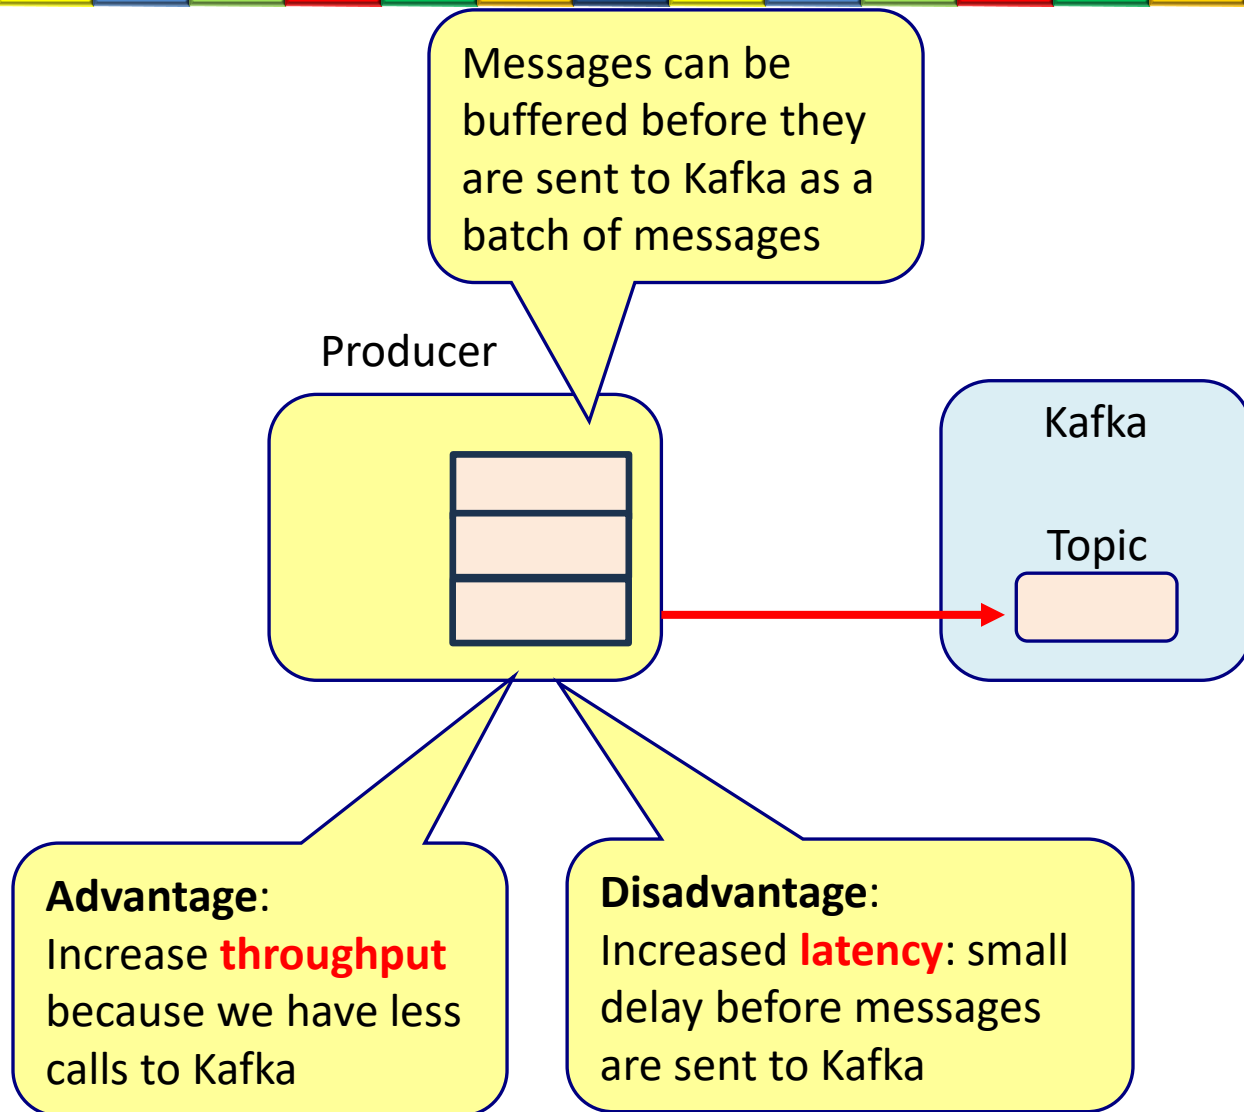 Messages can be
buffered before they
are sent to Kafka as a
batch of messages
Producer
Kafka
Topic
Advantage:
Increase throughput
because we have less
calls to Kafka
Disadvantage:
Increased latency: small
delay before messages
are sent to Kafka